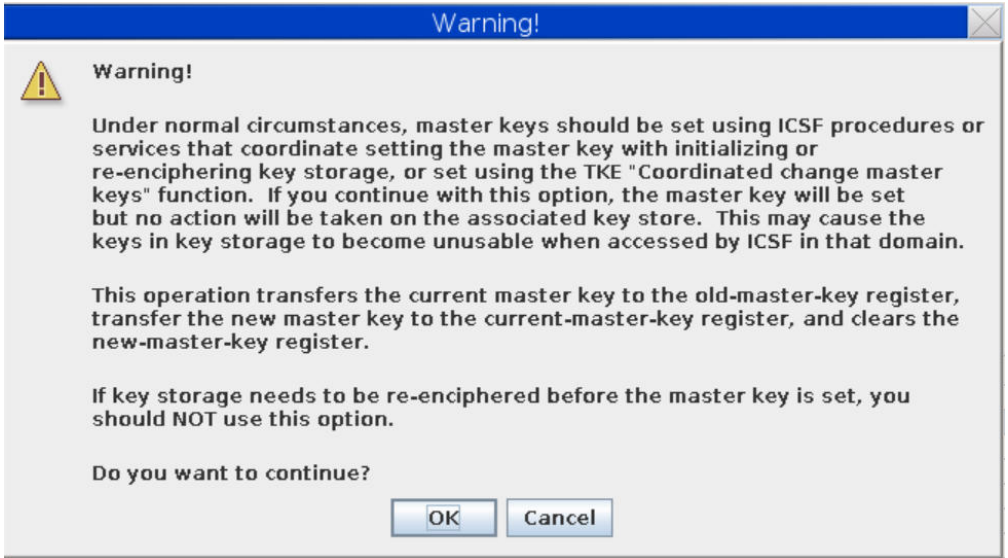 Warning!
Warning!
Under normal circumstances, master keys should be set using ICSF procedures or
services that coordinate setting the master key with initializing or
re-enciphering key storage, or set using the TKE "Coordinated change master
keys" function.  If you continue with this option, the master key will be set
but no action will be taken on the associated key store.  This may cause the
keys in key storage to become unusable when accessed by ICSF in that domain.
This operation transfers the current master key to the old-master-key register,
transfer the new master key to the current-master-key register, and clears the
new-master-key register.
If key storage needs to be re-enciphered before the master key is set, you
should NOT use this option.
Do you want to continue?
OK Cancel